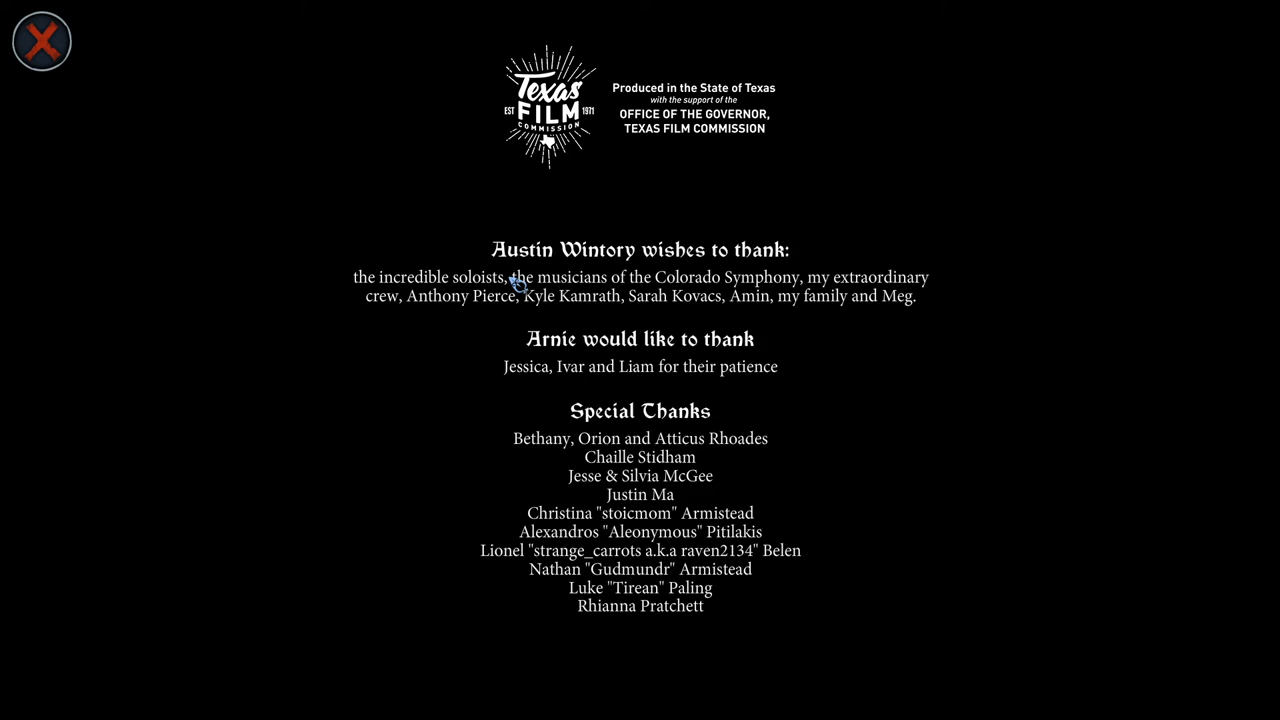 Texas
EST FILM 1971
COMMISSION
Produced in the State of Texas
with the support of the
OFFICE OF THE GOVERNOR,
TEXAS FILM COMMISSION
Austin Wintory wishes to thank:
the incredible soloists, the musicians of the Colorado Symphony, my extraordinary
crew, Anthony Pierce, Kyle Kamrath, Sarah Kovacs, Amin, my family and Meg.
Arnie would like to thank
Jessica, Ivar and Liam for their patience
Special Thanks
Bethany, Orion and Atticus Rhoades
Chaille Stidham
Jesse & Silvia McGee
Justin Ma
Christina "stoicmom" Armistead
Alexandros "Aleonymous" Pitilakis
Lionel "strange_carrots a.k.a raven2134" Belen
Nathan "Gudmundr" Armistead
Luke "Tirean" Paling
Rhianna Pratchett